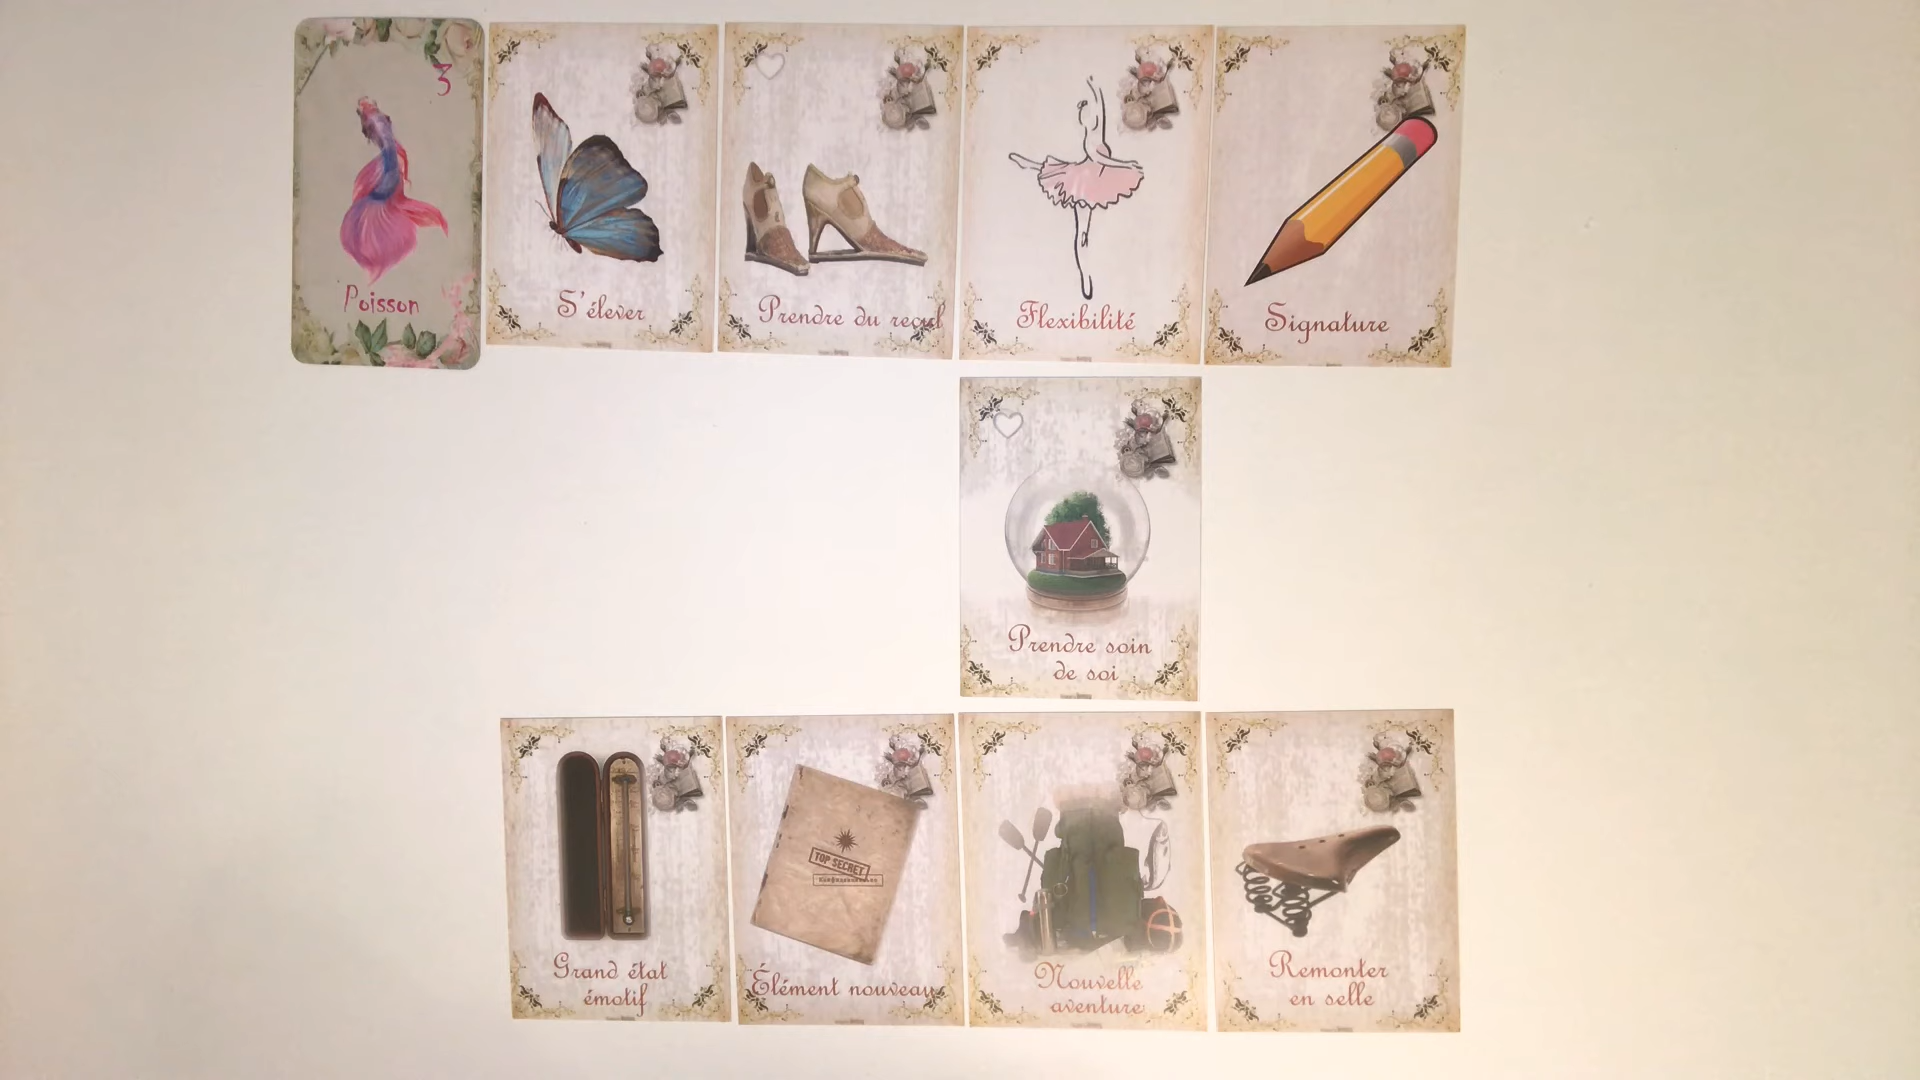 3
Poisson
S'élever
Prendre du recul
Flexibilité
Signature
Prendre soin
de soi
Grand état
émotif
TOP SECRET
Élément nouveau
Nouvelle
aventure
Remonter
en selle